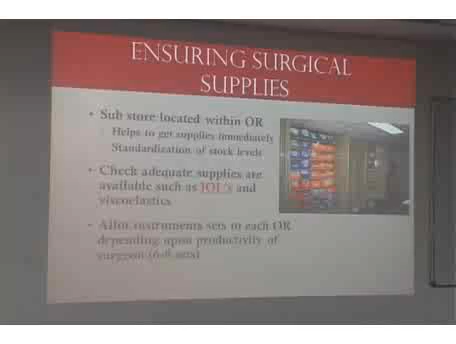 ENSURING SURGICAL
SUPPLIES
• Sub store located within OR
Helps to get supplies immediately
Standardization of stock levels
• Check adequate supplies are
available such as IOL's and
viscoelastics
• Allot instruments sets to each OR
depending upon productivity of
surgeon (6-8 sets)